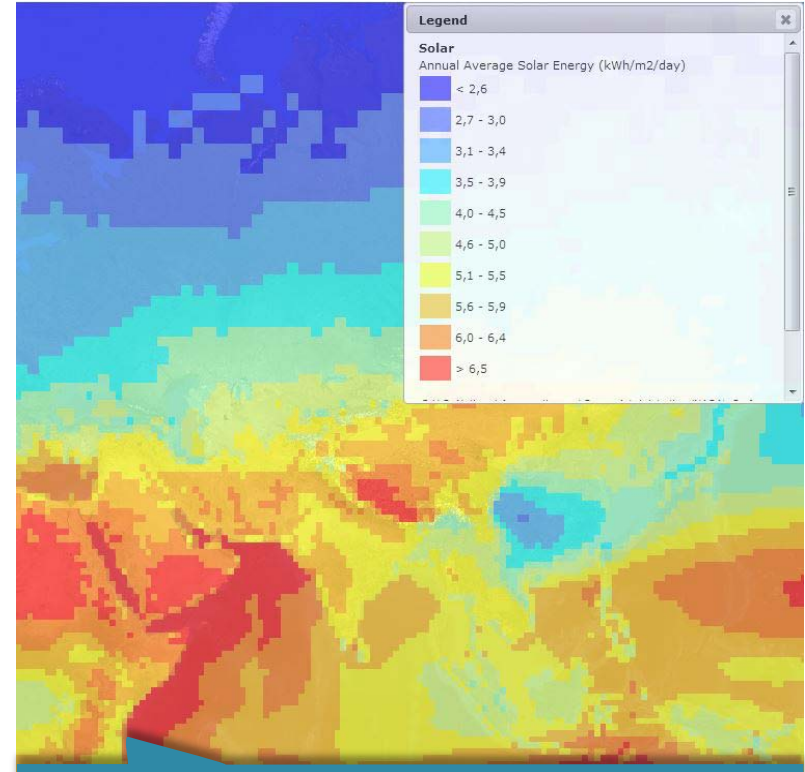 Legend
Solar
Annual Average Solar Energy (kWh/m2/day)
< 2,6
2,7 - 3,0
3,1 - 3,4
3,5 - 3,9
4,0 - 4,5
4,6 - 5,0
5,1 - 5,5
5,6 - 5,9
6,0 - 6,4
> 6,5